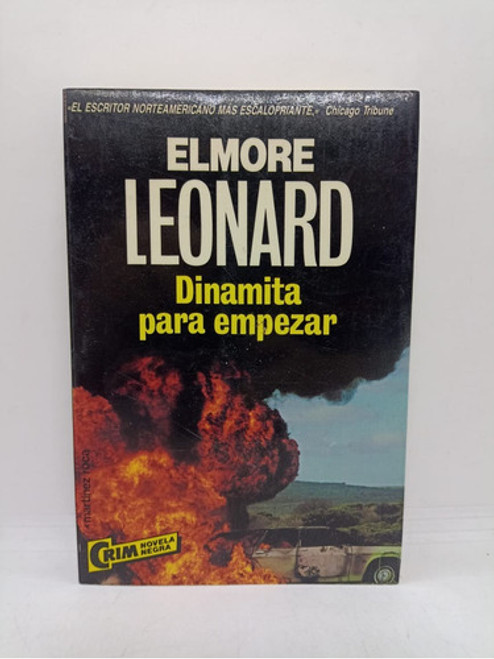 «EL ESCRITOR NORTEAMERICANO MÁS ESCALOFRIANTE.» Chicago Tribune
ELMORE
LEONARD
Dinamita
para empezar
martínez roca
CRIM NOVELA
NEGRA